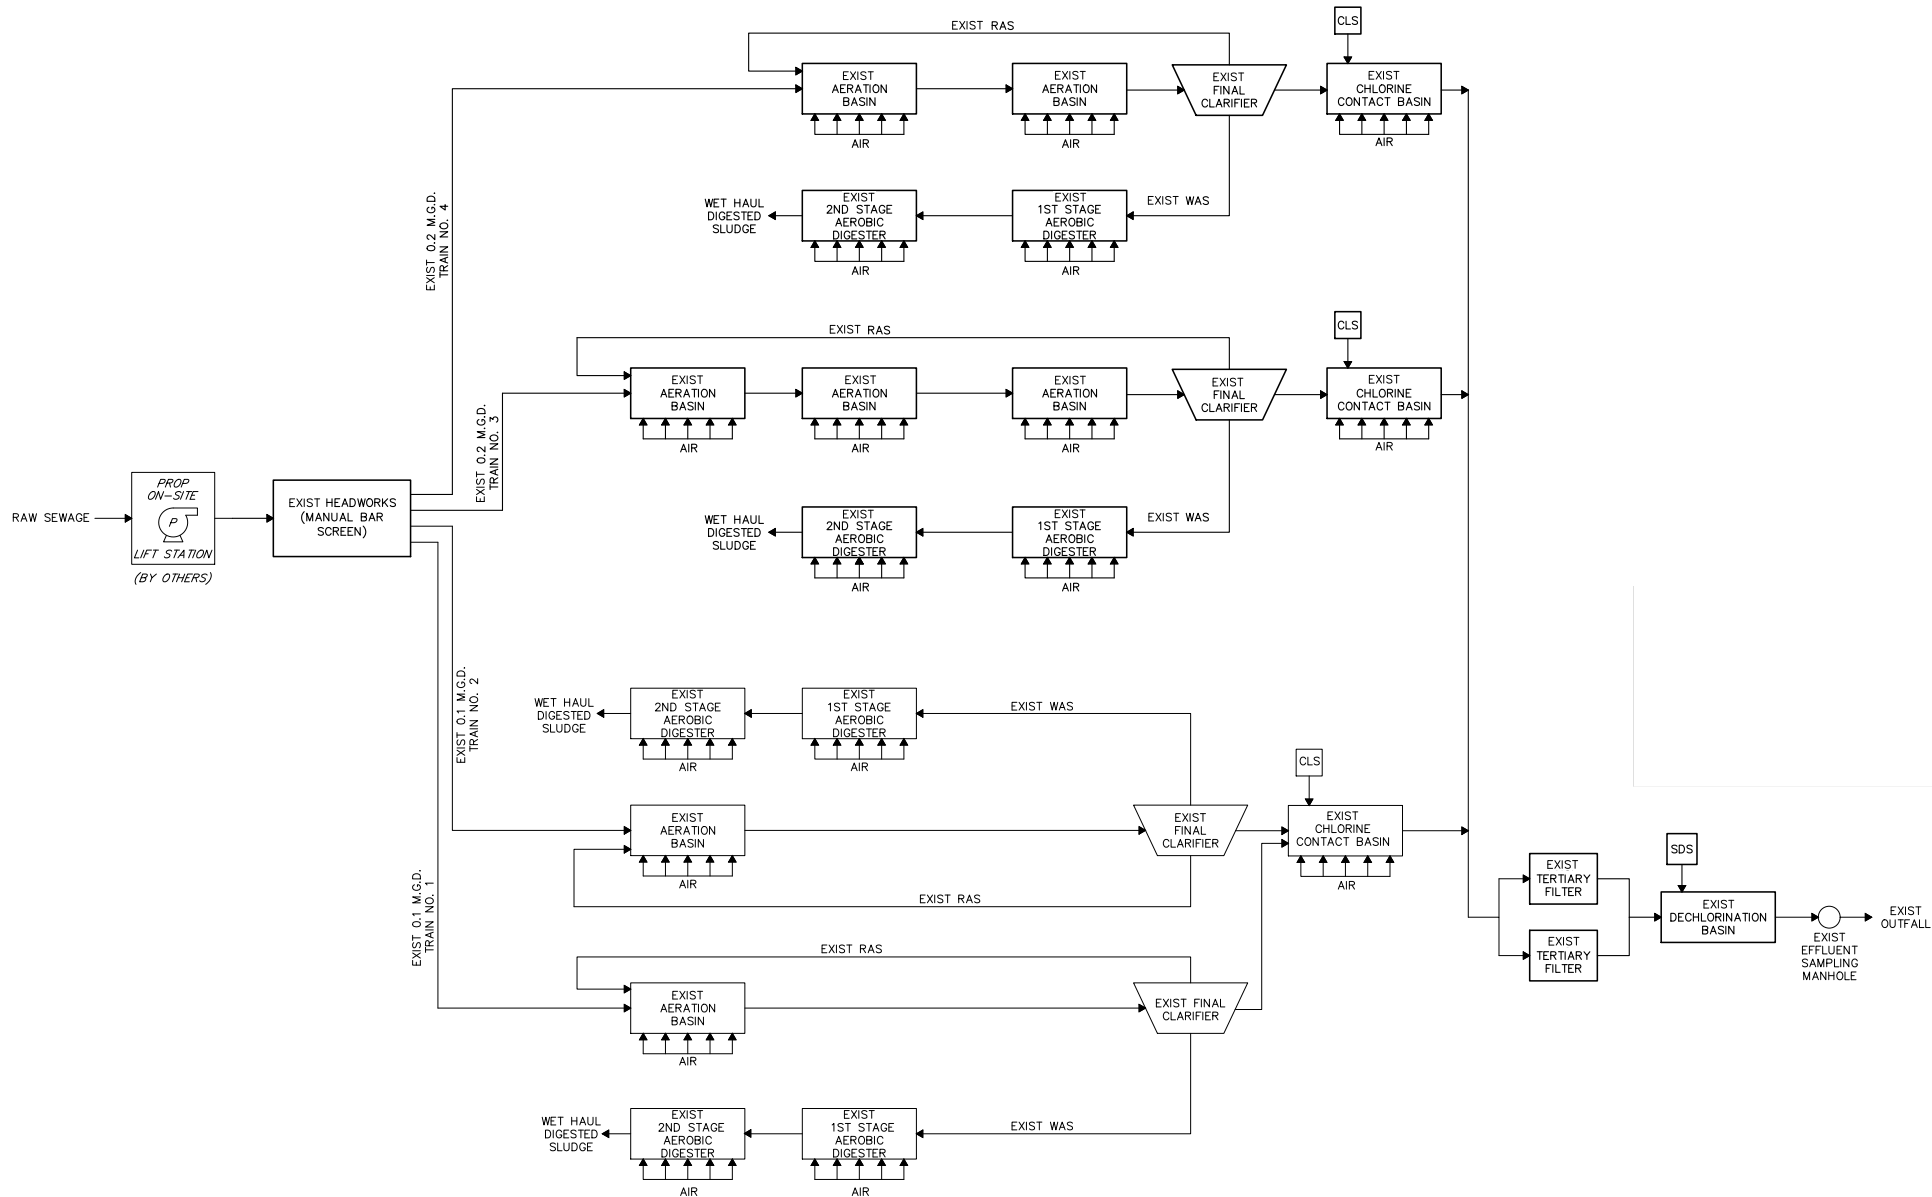 EXIST RAS
CLS
EXIST
AERATION
BASIN
AIR
EXIST
AERATION
BASIN
AIR
EXIST
FINAL
CLARIFIER
EXIST
CHLORINE
CONTACT BASIN
AIR
EXIST 0.2 M.G.D.
TRAIN NO. 4
WET HAUL
DIGESTED
SLUDGE
EXIST
2ND STAGE
AEROBIC
DIGESTER
AIR
EXIST
1ST STAGE
AEROBIC
DIGESTER
AIR
EXIST WAS
EXIST RAS
CLS
EXIST 0.2 M.G.D.
TRAIN NO. 3
EXIST
AERATION
BASIN
AIR
EXIST
AERATION
BASIN
AIR
EXIST
AERATION
BASIN
AIR
EXIST
FINAL
CLARIFIER
EXIST
CHLORINE
CONTACT BASIN
AIR
RAW SEWAGE
PROP
ON-SITE
P
LIFT STATION
(BY OTHERS)
EXIST HEADWORKS
(MANUAL BAR
SCREEN)
WET HAUL
DIGESTED
SLUDGE
EXIST
2ND STAGE
AEROBIC
DIGESTER
AIR
EXIST
1ST STAGE
AEROBIC
DIGESTER
AIR
EXIST WAS
EXIST 0.1 M.G.D.
TRAIN NO. 2
WET HAUL
DIGESTED
SLUDGE
EXIST
2ND STAGE
AEROBIC
DIGESTER
AIR
EXIST
1ST STAGE
AEROBIC
DIGESTER
AIR
EXIST WAS
CLS
EXIST
AERATION
BASIN
AIR
EXIST
FINAL
CLARIFIER
EXIST
CHLORINE
CONTACT BASIN
AIR
EXIST RAS
EXIST 0.1 M.G.D.
TRAIN NO. 1
EXIST RAS
EXIST
AERATION
BASIN
AIR
EXIST FINAL
CLARIFIER
EXIST
TERTIARY
FILTER
EXIST
TERTIARY
FILTER
SDS
EXIST
DECHLORINATION
BASIN
EXIST
EFFLUENT
SAMPLING
MANHOLE
EXIST
OUTFALL
WET HAUL
DIGESTED
SLUDGE
EXIST
2ND STAGE
AEROBIC
DIGESTER
AIR
EXIST
1ST STAGE
AEROBIC
DIGESTER
AIR
EXIST WAS